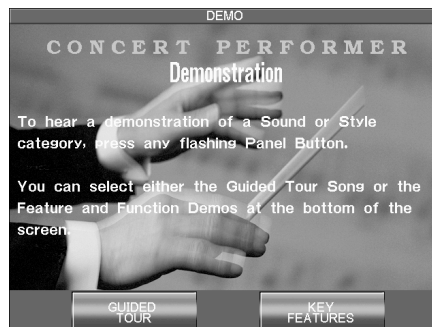 DEMO
CONCERT PERFORMER
Demonstration
To hear a demonstration of a Sound or Style
category, press any flashing Panel Button.
You can select either the Guided Tour Song or the
Feature and Function Demos at the bottom of the
screen.
GUIDED
TOUR
KEY
FEATURES